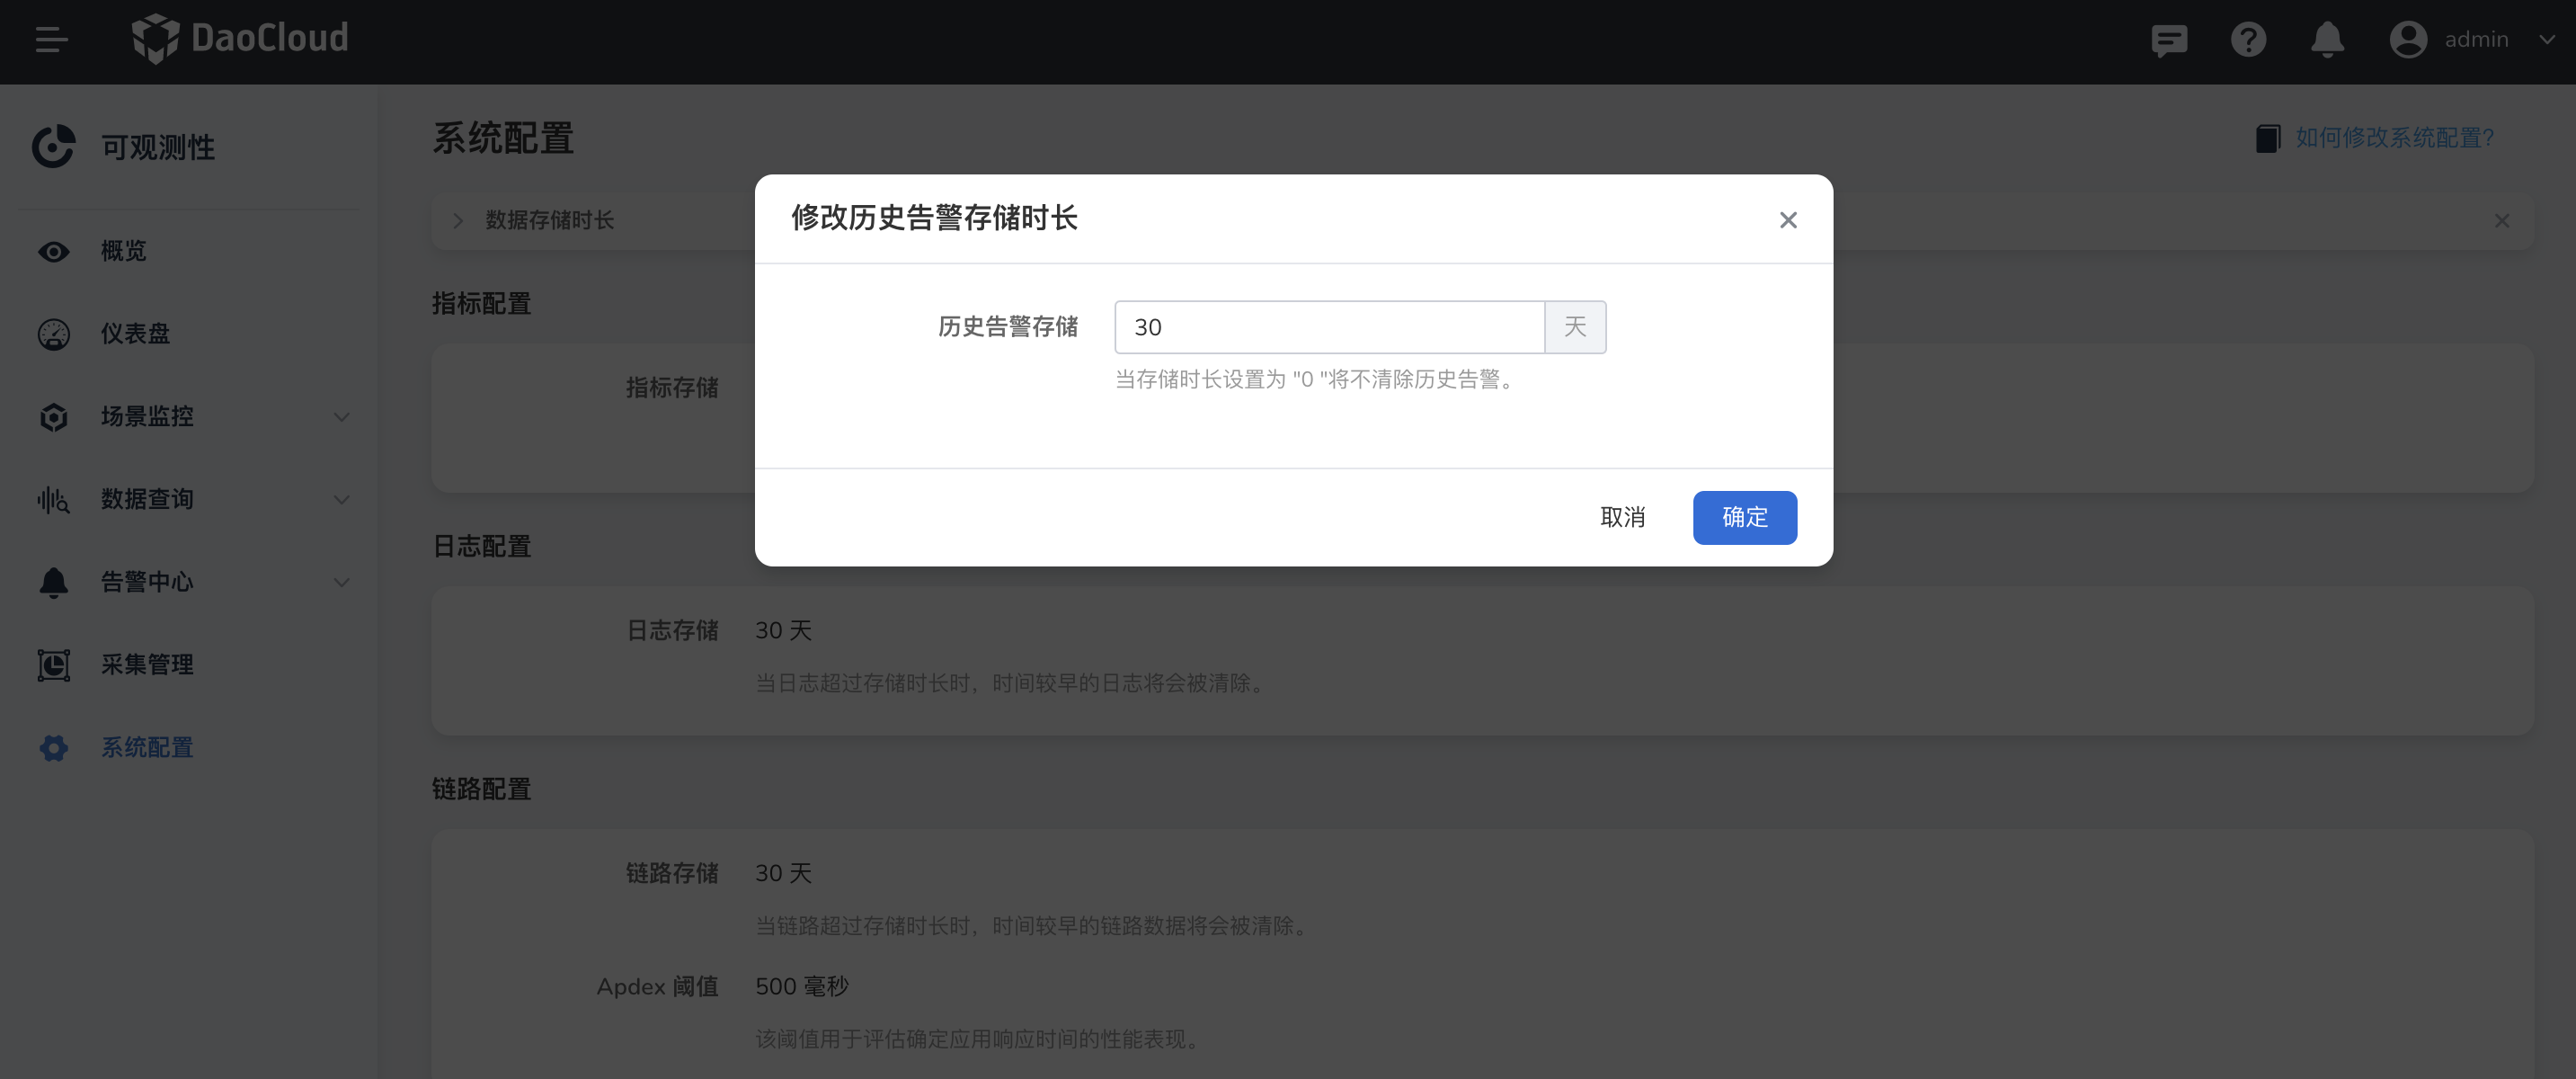 DaoCloud
admin
可观测性
概览
仪表盘
场景监控
数据查询
告警中心
采集管理
系统配置
系统配置
如何修改系统配置?
数据存储时长
指标配置
指标存储
日志配置
日志存储 30 天
当日志超过存储时长时，时间较早的日志将会被清除。
链路配置
链路存储 30 天
当链路超过存储时长时，时间较早的链路数据将会被清除。
Apdex 阈值 500 毫秒
该阈值用于评估确定应用响应时间的性能表现。
修改历史告警存储时长
历史告警存储 30 天
当存储时长设置为 "0 "将不清除历史告警。
取消 确定